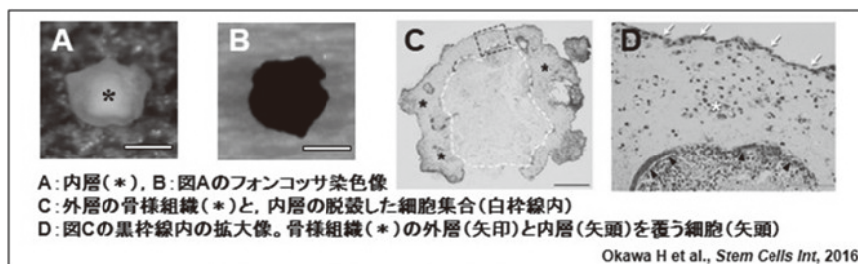 A
B
C
D
A:内層(*), B:図Aのフォンコッサ染色像
C:外層の骨様組織(*)と, 内層の脱殻した細胞集合(白枠線内)
D:図Cの黒枠線内の拡大像。骨様組織(*)の外層(矢印)と内層(矢頭)を覆う細胞(矢頭)
Okawa H et al., Stem Cells Int, 2016